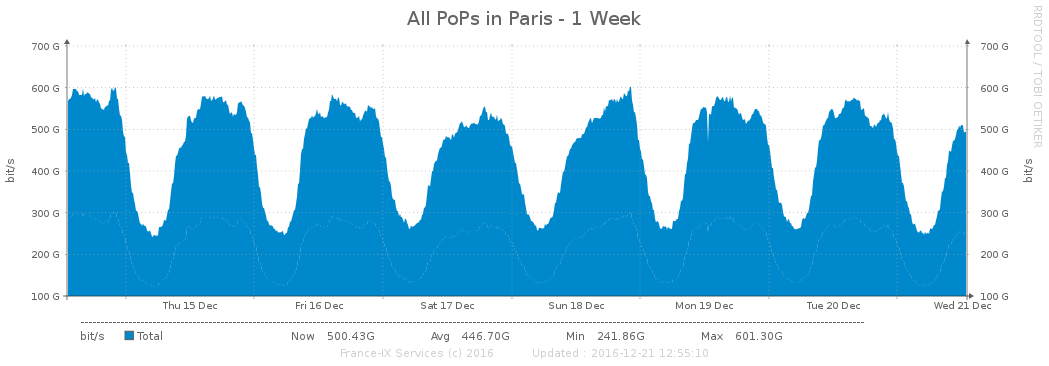 All PoPs in Paris - 1 Week
RRDTOOL / TOBI OETIKER
700 G 700 G
600 G 600 G
500 G 500 G
400 G 400 G
300 G 300 G
200 G 200 G
100 G 100 G
bit/s bit/s
Thu 15 Dec Fri 16 Dec Sat 17 Dec Sun 18 Dec Mon 19 Dec Tue 20 Dec Wed 21 Dec
bit/s Total Now 500.43G Avg 446.70G Min 241.86G Max 601.30G
France-IX Services (c) 2016 Updated : 2016-12-21 12:55:10